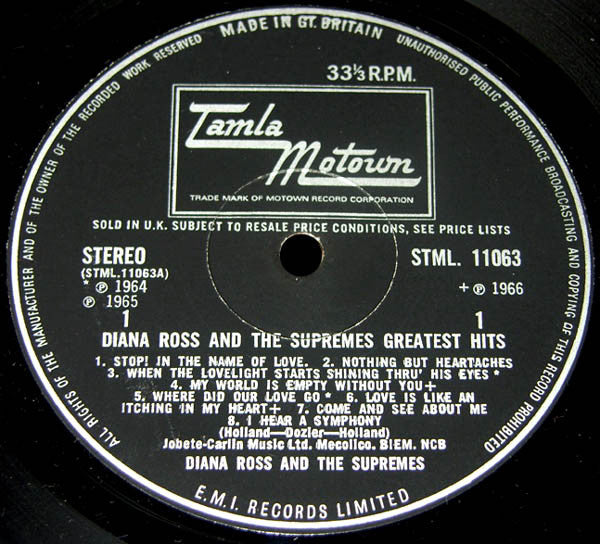 MADE IN GT. BRITAIN
UNAUTHORISED PUBLIC PERFORMANCE BROADCASTING AND COPYING OF THIS RECORD PROHIBITED
ALL RIGHTS OF THE MANUFACTURER AND OF THE OWNER OF THE RECORDED WORK RESERVED
33⅓ R.P.M.
Tamla
Motown
TRADE MARK OF MOTOWN RECORD CORPORATION
SOLD IN U.K. SUBJECT TO RESALE PRICE CONDITIONS, SEE PRICE LISTS
STEREO
STML. 11063
(STML.11063A)
* ℗ 1964
+ ℗ 1966
℗ 1965
1
1
DIANA ROSS AND THE SUPREMES GREATEST HITS
1. STOP! IN THE NAME OF LOVE. 2. NOTHING BUT HEARTACHES
3. WHEN THE LOVELIGHT STARTS SHINING THRU' HIS EYES *
4. MY WORLD IS EMPTY WITHOUT YOU+
5. WHERE DID OUR LOVE GO * 6. LOVE IS LIKE AN
ITCHING IN MY HEART+ 7. COME AND SEE ABOUT ME
8. I HEAR A SYMPHONY
(Holland—Dozier—Holland)
Jobete-Carlin Music Ltd. Mecolico. BIEM. NCB
DIANA ROSS AND THE SUPREMES
E.M.I. RECORDS LIMITED